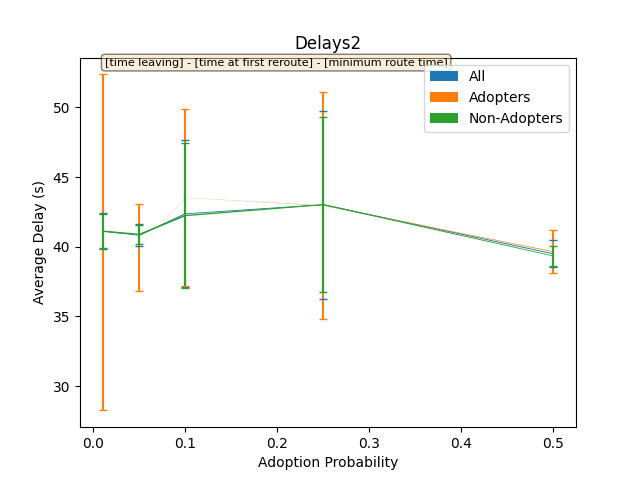 Delays2
[time leaving] - [time at first reroute] - [minimum route time]
All
Adopters
Non-Adopters
50
45
40
35
30
Average Delay (s)
0.0 0.1 0.2 0.3 0.4 0.5
Adoption Probability